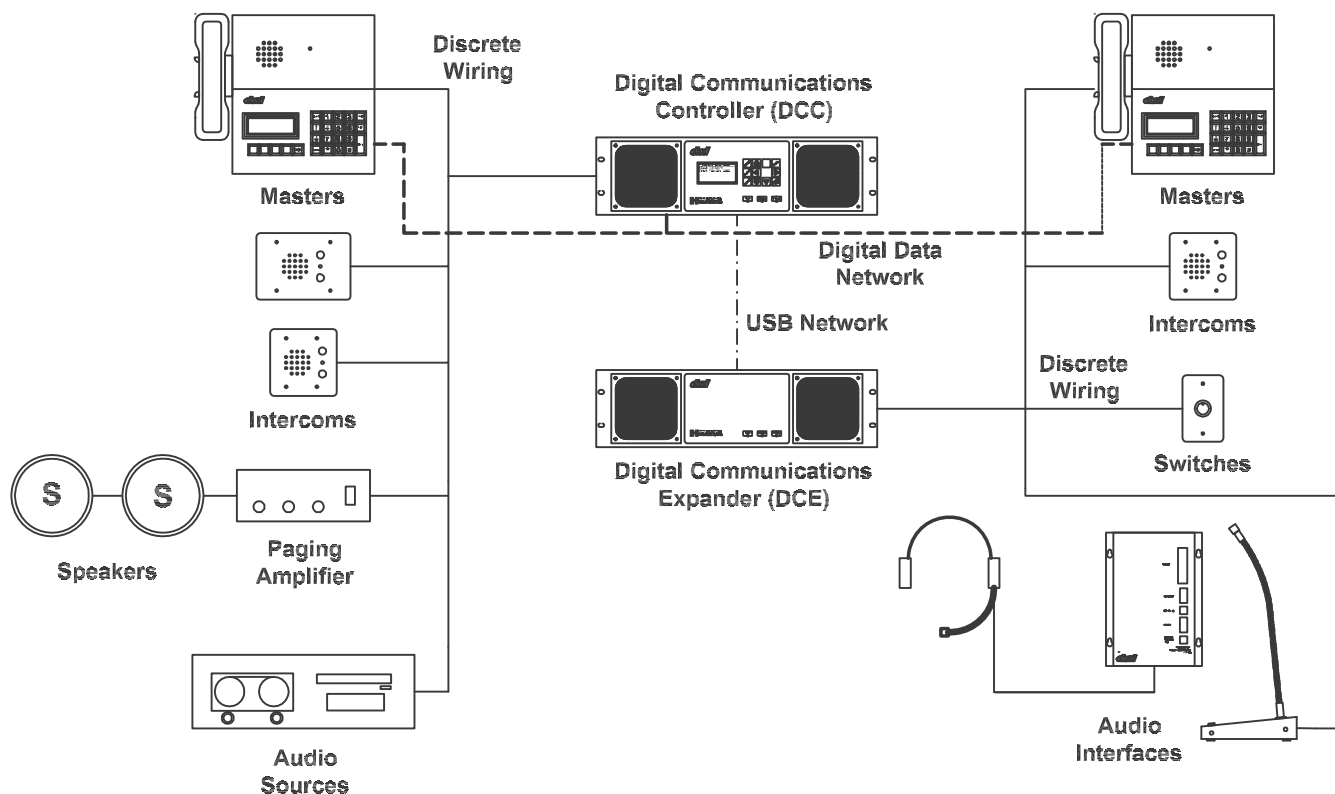 Discrete
Wiring
Digital Communications
Controller (DCC)
Masters
Masters
Digital Data
Network
USB Network
Intercoms
Discrete
Wiring
Intercoms
Switches
Digital Communications
Expander (DCE)
S
S
Speakers
Paging
Amplifier
Audio
Interfaces
Audio
Sources